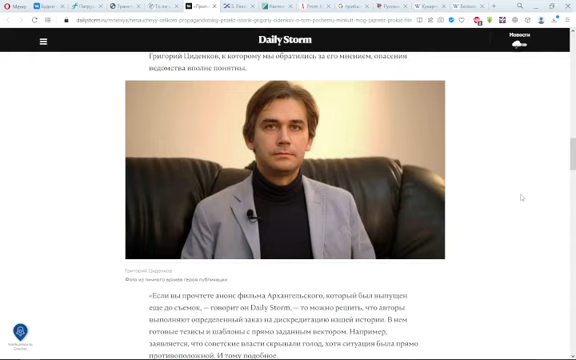 Daily Storm
Новости
Григорий Циденков, к которому мы обратились за его мнением, опасения
ведомства вполне понятны.
Григорий Циденков
Фото из личного архива героя публикации
«Если вы прочтете анонс фильма Архангельского, который был выпущен
еще до съемок, — говорит он Daily Storm, — то можно решить, что авторы
выполняют определенный заказ на дискредитацию нашей истории. В нем
готовые тезисы и шаблоны с прямо заданным вектором. Например,
заявляется, что советские власти скрывали голод, хотя ситуация была прямо
противоположной. И тому подобное.